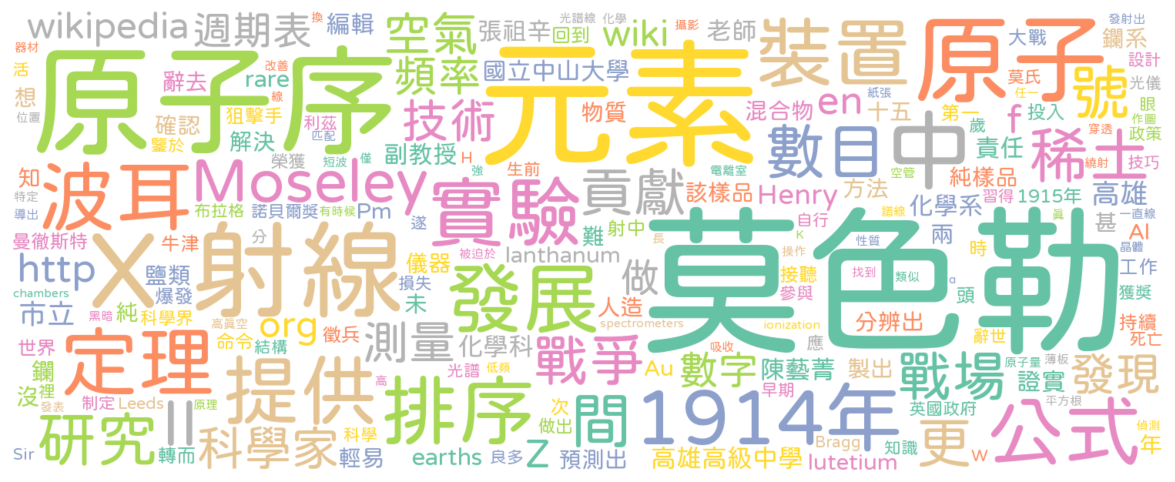 wikipedia 週期表 編輯 空氣 張祖辛 光譜線 化學 換 回到 wiki 攝影 老師 裝置 原子 大戰 鑭系 發射出
器材 活 想 位置 原子序 辭去 rare 改善 線 頻率 國立中山大學 元素 紙張 莫氏 任一 號 設計 光儀
狙擊手 利茲 技術 物質 混合物 en 十五 第一 f 投入 眼 作圖 政策
確認 鑒於 解決 匹配 榮獲 短波 僅 副教授 H 強 生前 電離室 空管 數目 中 歲 責任 稀土 穿透 繞射 技巧
知 特定 導出 波耳 布拉格 Moseley 諾貝爾獎 有時候 Pm 遂 實驗 貢獻 該樣品 Henry 方法 純樣品 習得 1915年 高雄
曼徹斯特 牛津 分 被迫於 難 射中 長 自行 K 譜線 化學系 兩 甚 眞 一直線 Al 晶體
http X 射線 儀器 lanthanum 做 莫色勒 操作 性質 時 工作
鹽類 爆發 損失 未 發展 人造 接聽 找到 類似 α 頭 獲獎
chambers 市立 純 黑暗 科學界 高眞空 命令 org 徵兵 測量 化學科 spectrometers 參與 ionization 分辨出 應 辭世 持續 死亡
世界 鑭 沒 裡 結構 定理 提供 光譜 低頻 高 戰爭 吸收 Au 數字 早期 陳藝菁 製出 戰場 原子量 薄板 證實 發現
發表 制定 Leeds 原理 II 排序 次 做出 間 1914年 英國政府 平方根 公式 偵測
Sir 研究 轉而 科學家 科學 輕易 earths 良多 Z 預測出 高雄高級中學 Bragg lutetium 知識 更 w 年